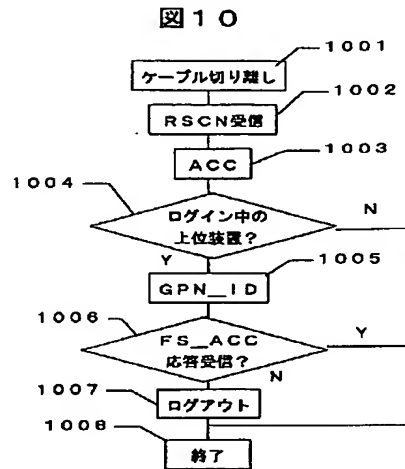 図10
1001
ケーブル切り離し
1002
RSCN受信
1003
ACC
1004
ログイン中の
上位装置?
N
Y
1005
GPN_ID
1006
FS_ACC
応答受信?
Y
N
1007
ログアウト
1008
終了